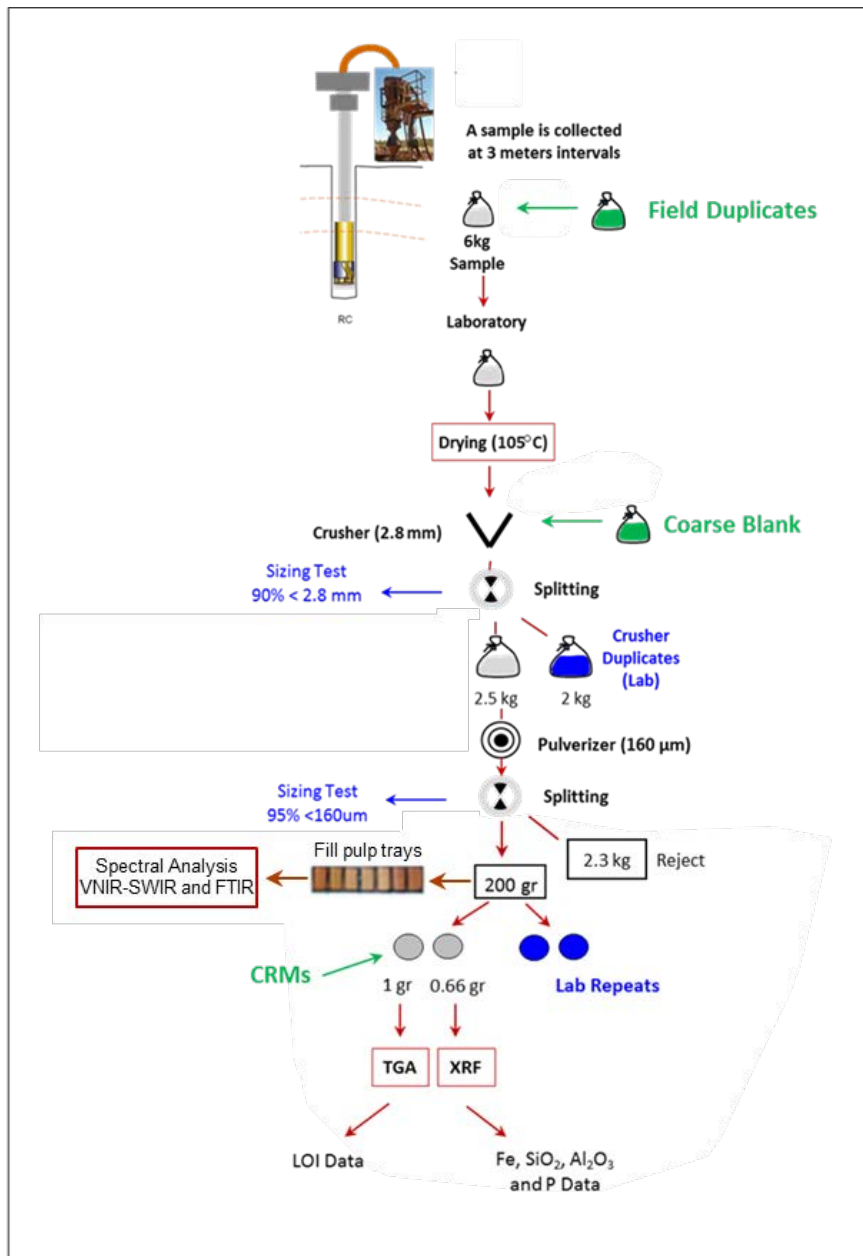 A sample is collected
at 3 meters intervals
Field Duplicates
6kg
Sample
RC
Laboratory
Drying (105°C)
Coarse Blank
Crusher (2.8 mm)
Sizing Test
90% < 2.8 mm
Splitting
Crusher
Duplicates
(Lab)
2.5 kg
2 kg
Pulverizer (160 µm)
Sizing Test
95% <160um
Splitting
Spectral Analysis
VNIR-SWIR and FTIR
Fill pulp trays
200 gr
2.3 kg
Reject
CRMs
1 gr
0.66 gr
Lab Repeats
TGA
XRF
LOI Data
Fe, SiO₂, Al₂O₃
and P Data